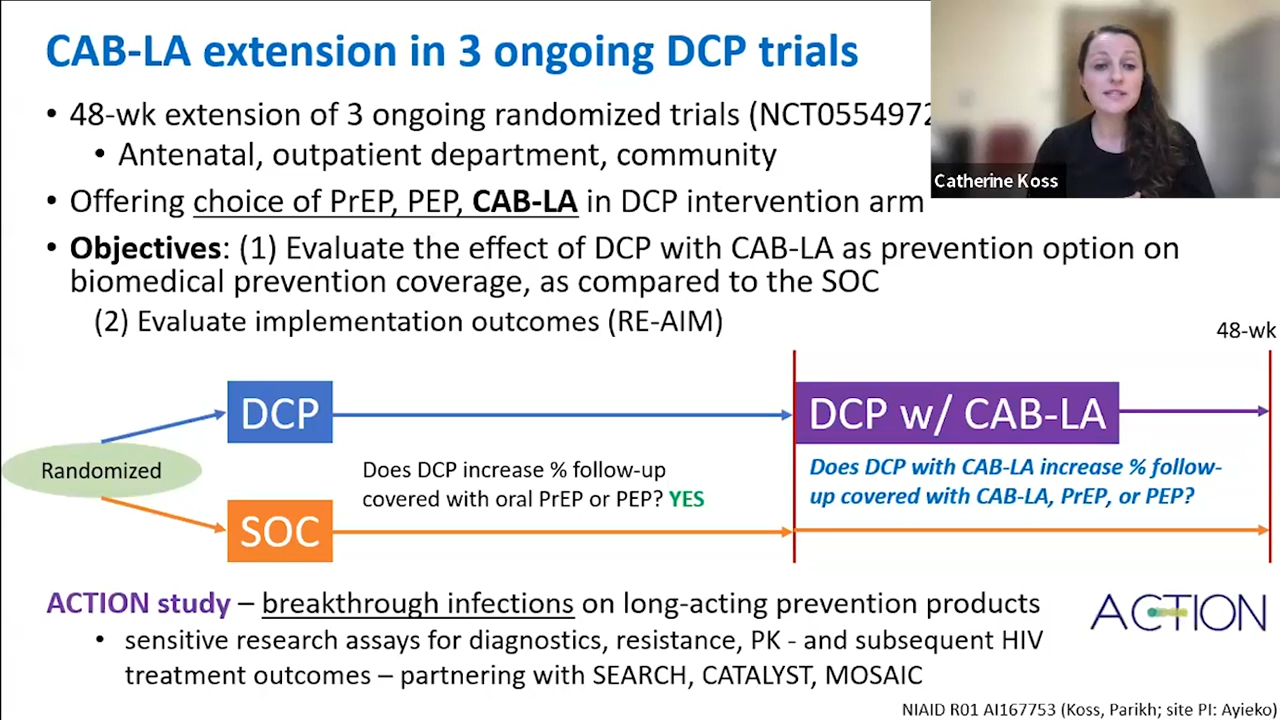 CAB-LA extension in 3 ongoing DCP trials
• 48-wk extension of 3 ongoing randomized trials (NCT0554972
• Antenatal, outpatient department, community
Catherine Koss
• Offering choice of PrEP, PEP, CAB-LA in DCP intervention arm
• Objectives: (1) Evaluate the effect of DCP with CAB-LA as prevention option on
biomedical prevention coverage, as compared to the SOC
(2) Evaluate implementation outcomes (RE-AIM)
48-wk
DCP
DCP w/ CAB-LA
Randomized
Does DCP increase % follow-up
covered with oral PrEP or PEP? YES
Does DCP with CAB-LA increase % follow-
up covered with CAB-LA, PrEP, or PEP?
SOC
ACTION study – breakthrough infections on long-acting prevention products
ACTION
• sensitive research assays for diagnostics, resistance, PK - and subsequent HIV
treatment outcomes – partnering with SEARCH, CATALYST, MOSAIC
NIAID R01 AI167753 (Koss, Parikh; site PI: Ayieko)